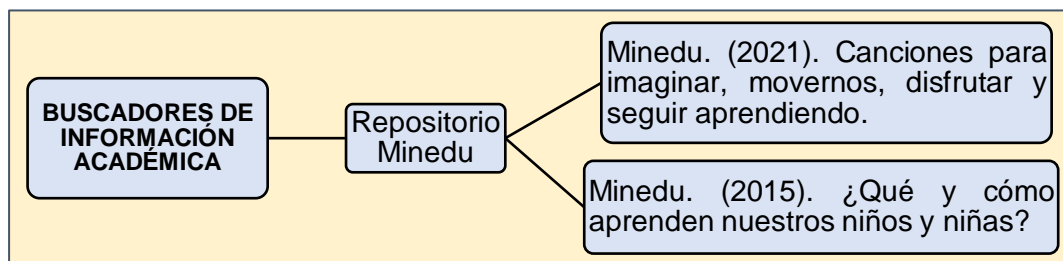 BUSCADORES DE
INFORMACIÓN
ACADÉMICA
Repositorio
Minedu
Minedu. (2021). Canciones para
imaginar, movernos, disfrutar y
seguir aprendiendo.
Minedu. (2015). ¿Qué y cómo
aprenden nuestros niños y niñas?